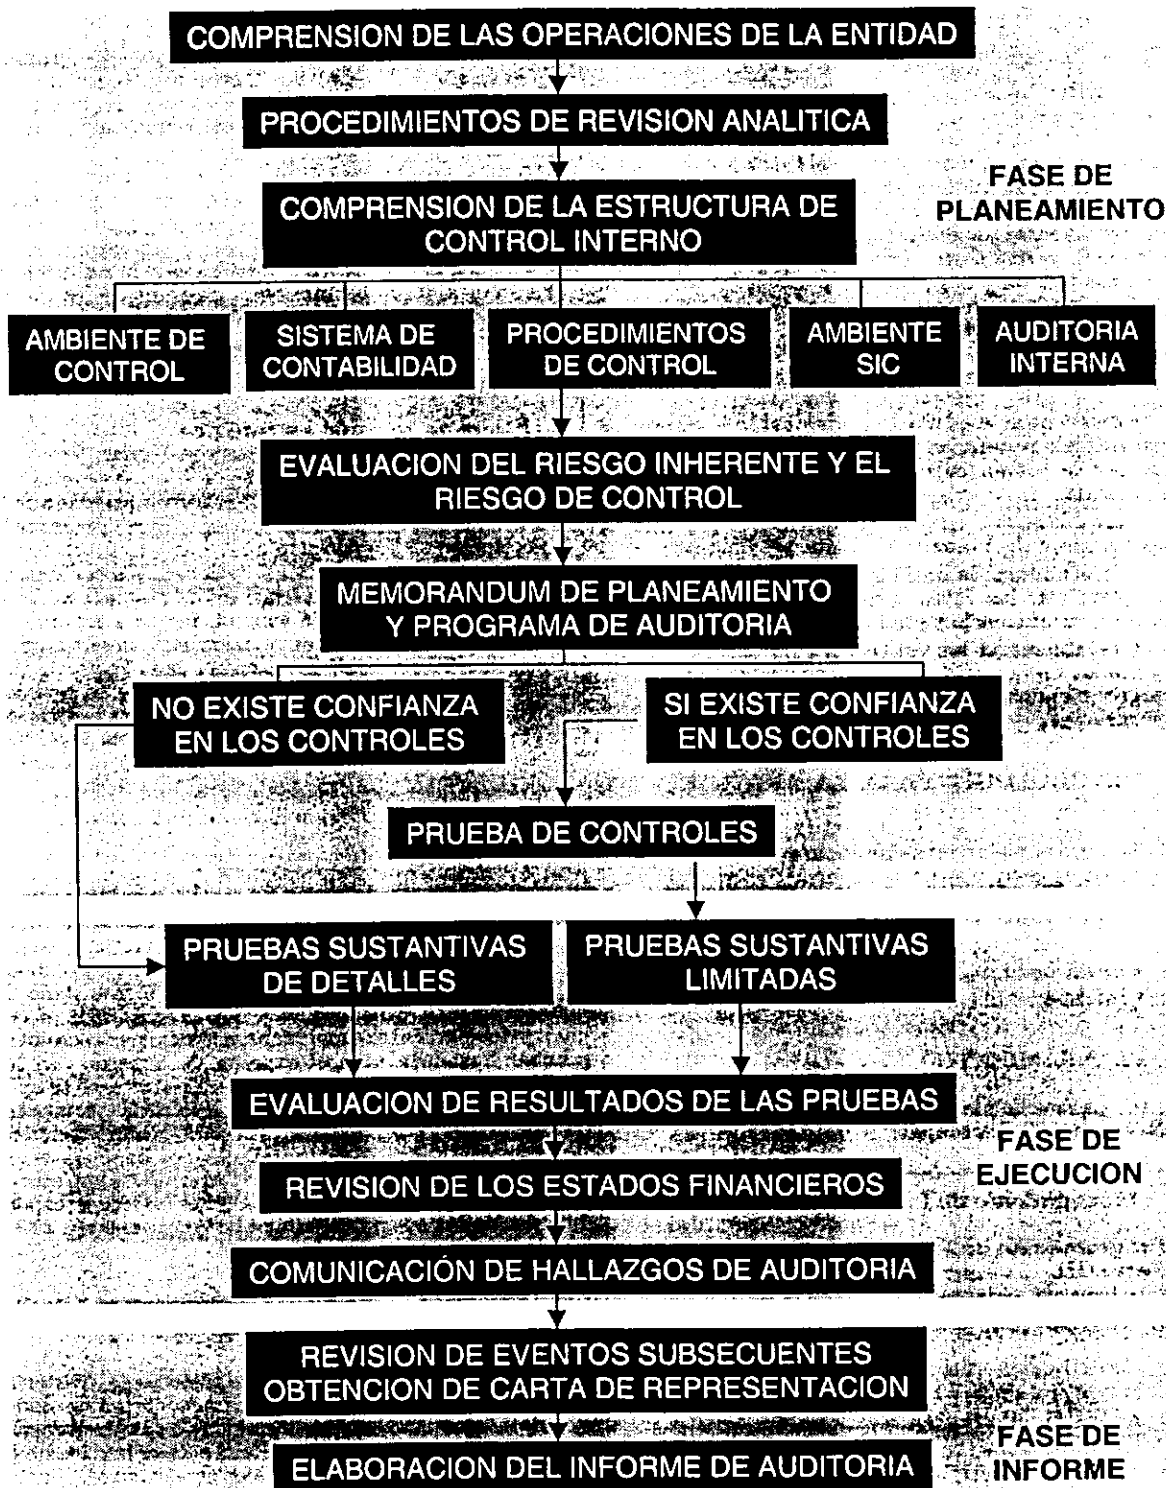 COMPRENSION DE LAS OPERACIONES DE LA ENTIDAD
PROCEDIMIENTOS DE REVISION ANALITICA
FASE DE
PLANEAMIENTO
COMPRENSION DE LA ESTRUCTURA DE
CONTROL INTERNO
AMBIENTE DE
CONTROL
SISTEMA DE
CONTABILIDAD
PROCEDIMIENTOS
DE CONTROL
AMBIENTE
SIC
AUDITORIA
INTERNA
EVALUACION DEL RIESGO INHERENTE Y EL
RIESGO DE CONTROL
MEMORANDUM DE PLANEAMIENTO
Y PROGRAMA DE AUDITORIA
NO EXISTE CONFIANZA
EN LOS CONTROLES
SI EXISTE CONFIANZA
EN LOS CONTROLES
PRUEBA DE CONTROLES
PRUEBAS SUSTANTIVAS
DE DETALLES
PRUEBAS SUSTANTIVAS
LIMITADAS
EVALUACION DE RESULTADOS DE LAS PRUEBAS
FASE DE
EJECUCION
REVISION DE LOS ESTADOS FINANCIEROS
COMUNICACIÓN DE HALLAZGOS DE AUDITORIA
REVISION DE EVENTOS SUBSECUENTES
OBTENCION DE CARTA DE REPRESENTACION
FASE DE
INFORME
ELABORACION DEL INFORME DE AUDITORIA